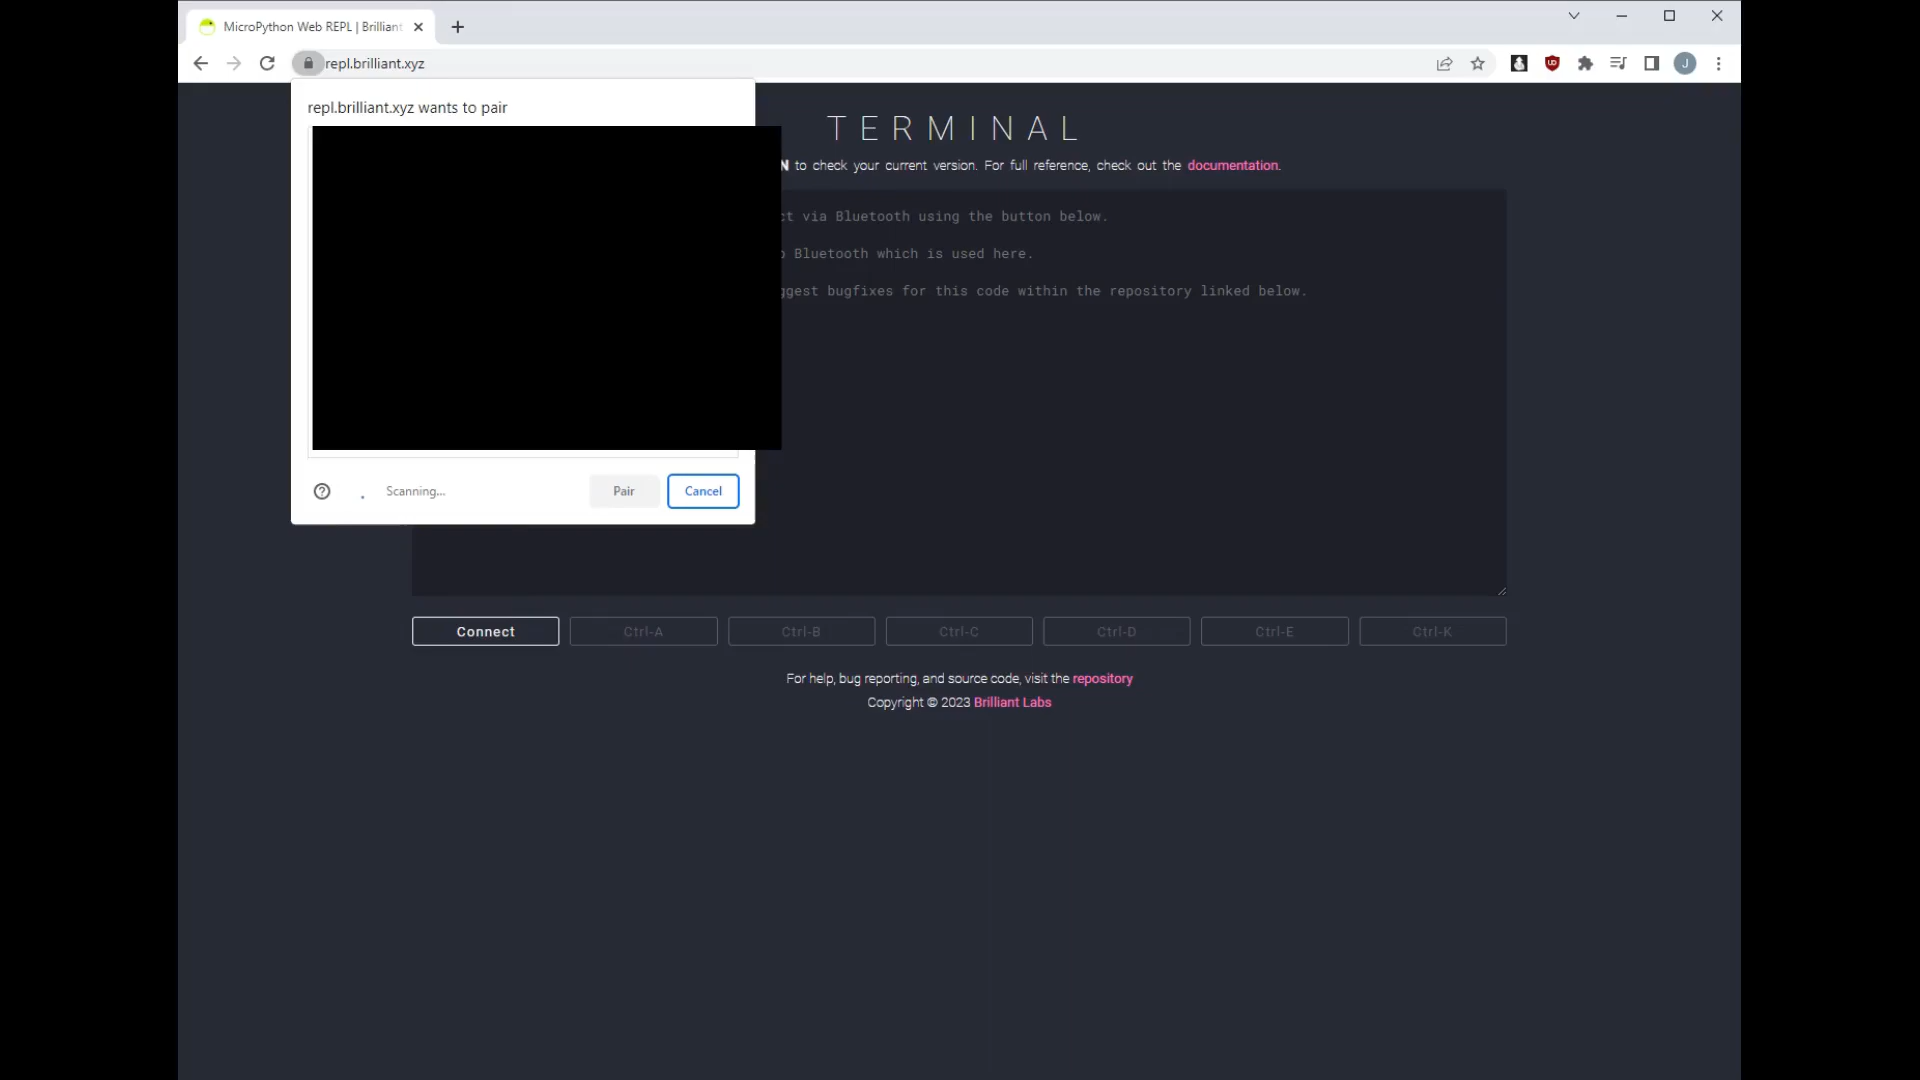 MicroPython Web REPL | Brilliant
repl.brilliant.xyz
J
repl.brilliant.xyz wants to pair
TERMINAL
N to check your current version. For full reference, check out the documentation.
via Bluetooth using the button below.
Bluetooth which is used here.
bugfixes for this code within the repository linked below.
Scanning...
Pair
Cancel
Connect
Ctrl-A
Ctrl-B
Ctrl-C
Ctrl-D
Ctrl-E
Ctrl-K
For help, bug reporting, and source code, visit the repository
Copyright © 2023 Brilliant Labs